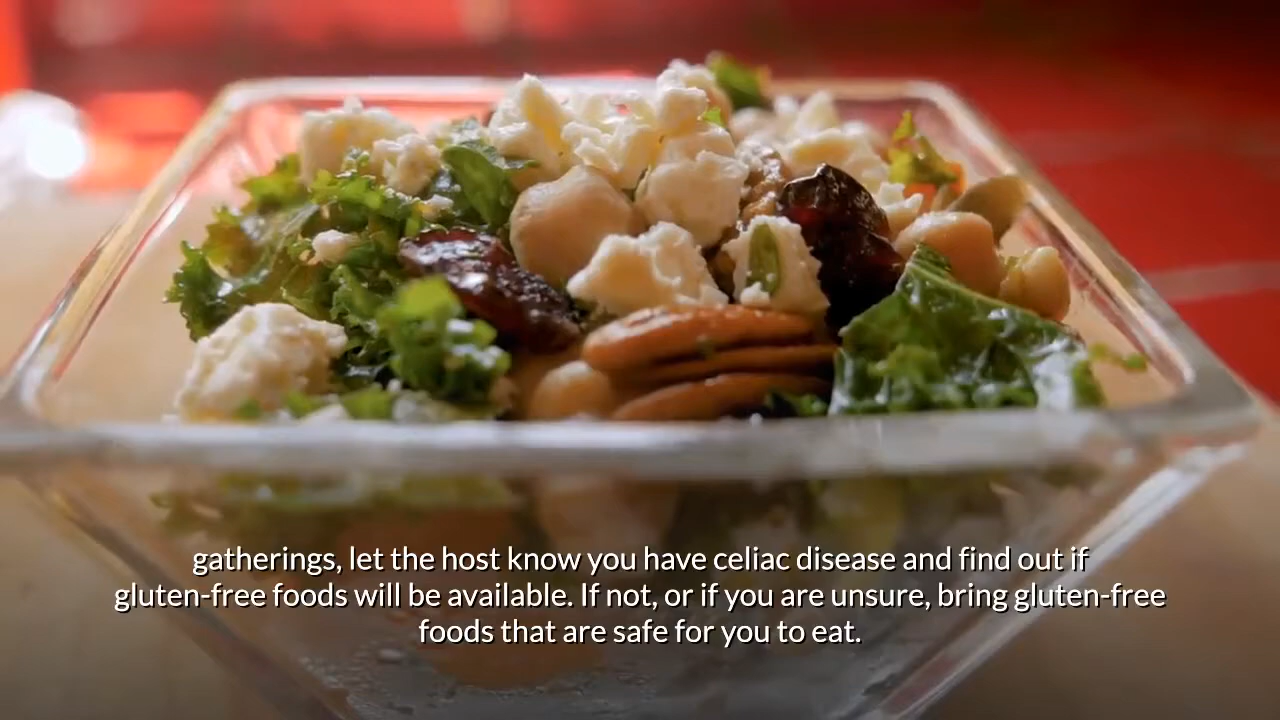 gatherings, let the host know you have celiac disease and find out if
gluten-free foods will be available. If not, or if you are unsure, bring gluten-free
foods that are safe for you to eat.